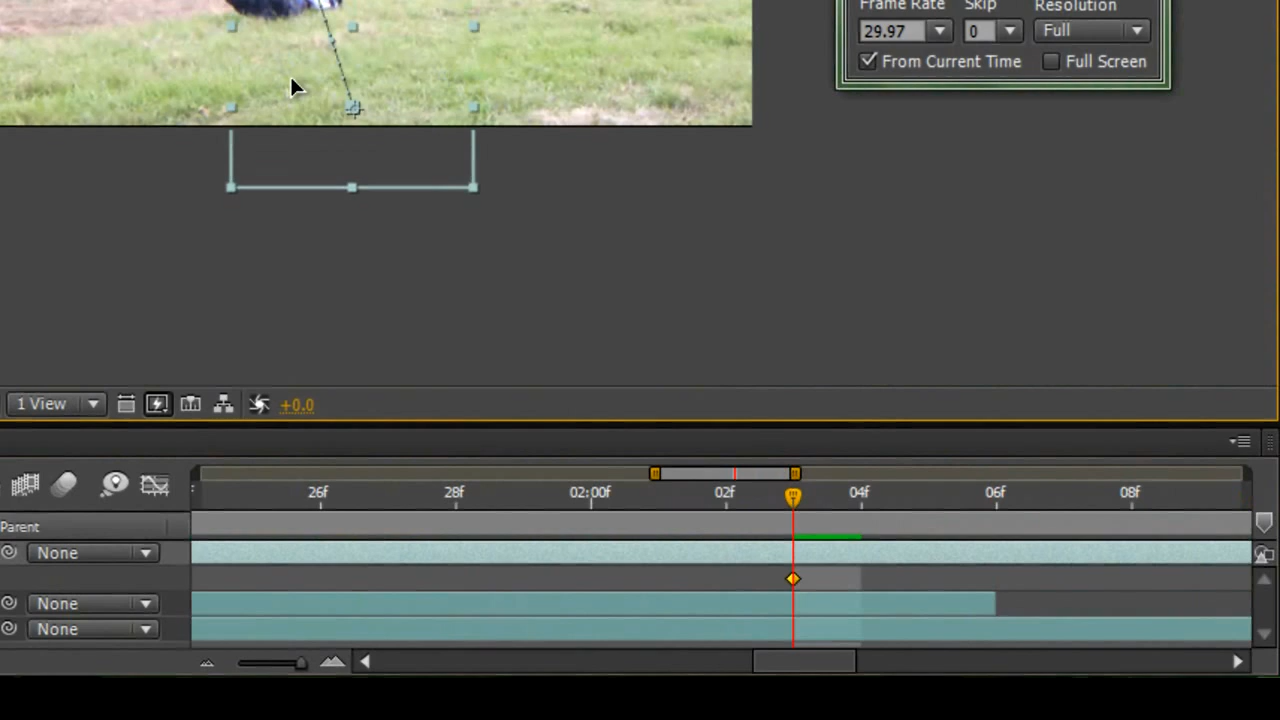 Frame Rate Skip Resolution
29.97 0 Full
From Current Time Full Screen
1 View +0.0
26f 28f 02:00f 02f 04f 06f 08f
Parent
None
None
None